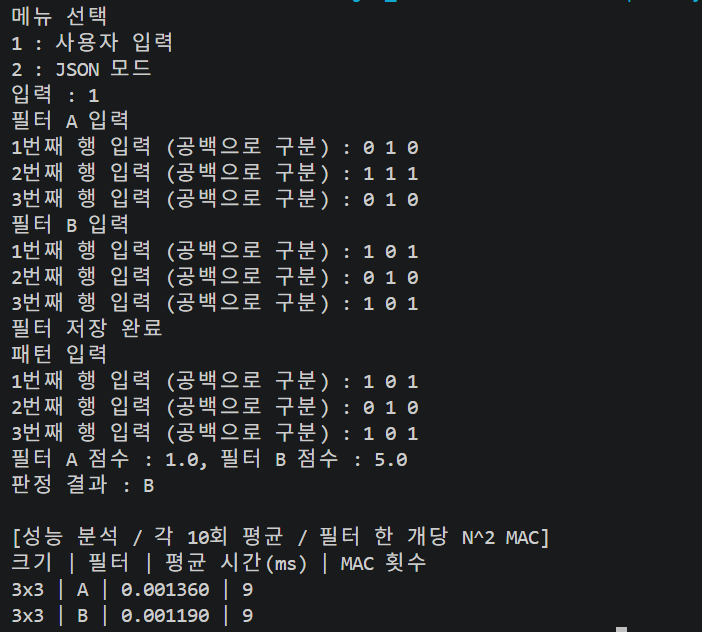 메뉴 선택
1 : 사용자 입력
2 : JSON 모드
입력 : 1
필터 A 입력
1번째 행 입력 (공백으로 구분) : 0 1 0
2번째 행 입력 (공백으로 구분) : 1 1 1
3번째 행 입력 (공백으로 구분) : 0 1 0
필터 B 입력
1번째 행 입력 (공백으로 구분) : 1 0 1
2번째 행 입력 (공백으로 구분) : 0 1 0
3번째 행 입력 (공백으로 구분) : 1 0 1
필터 저장 완료
패턴 입력
1번째 행 입력 (공백으로 구분) : 1 0 1
2번째 행 입력 (공백으로 구분) : 0 1 0
3번째 행 입력 (공백으로 구분) : 1 0 1
필터 A 점수 : 1.0, 필터 B 점수 : 5.0
판정 결과 : B
[성능 분석 / 각 10회 평균 / 필터 한 개당 N^2 MAC]
크기 | 필터 | 평균 시간(ms) | MAC 횟수
3x3 | A | 0.001360 | 9
3x3 | B | 0.001190 | 9